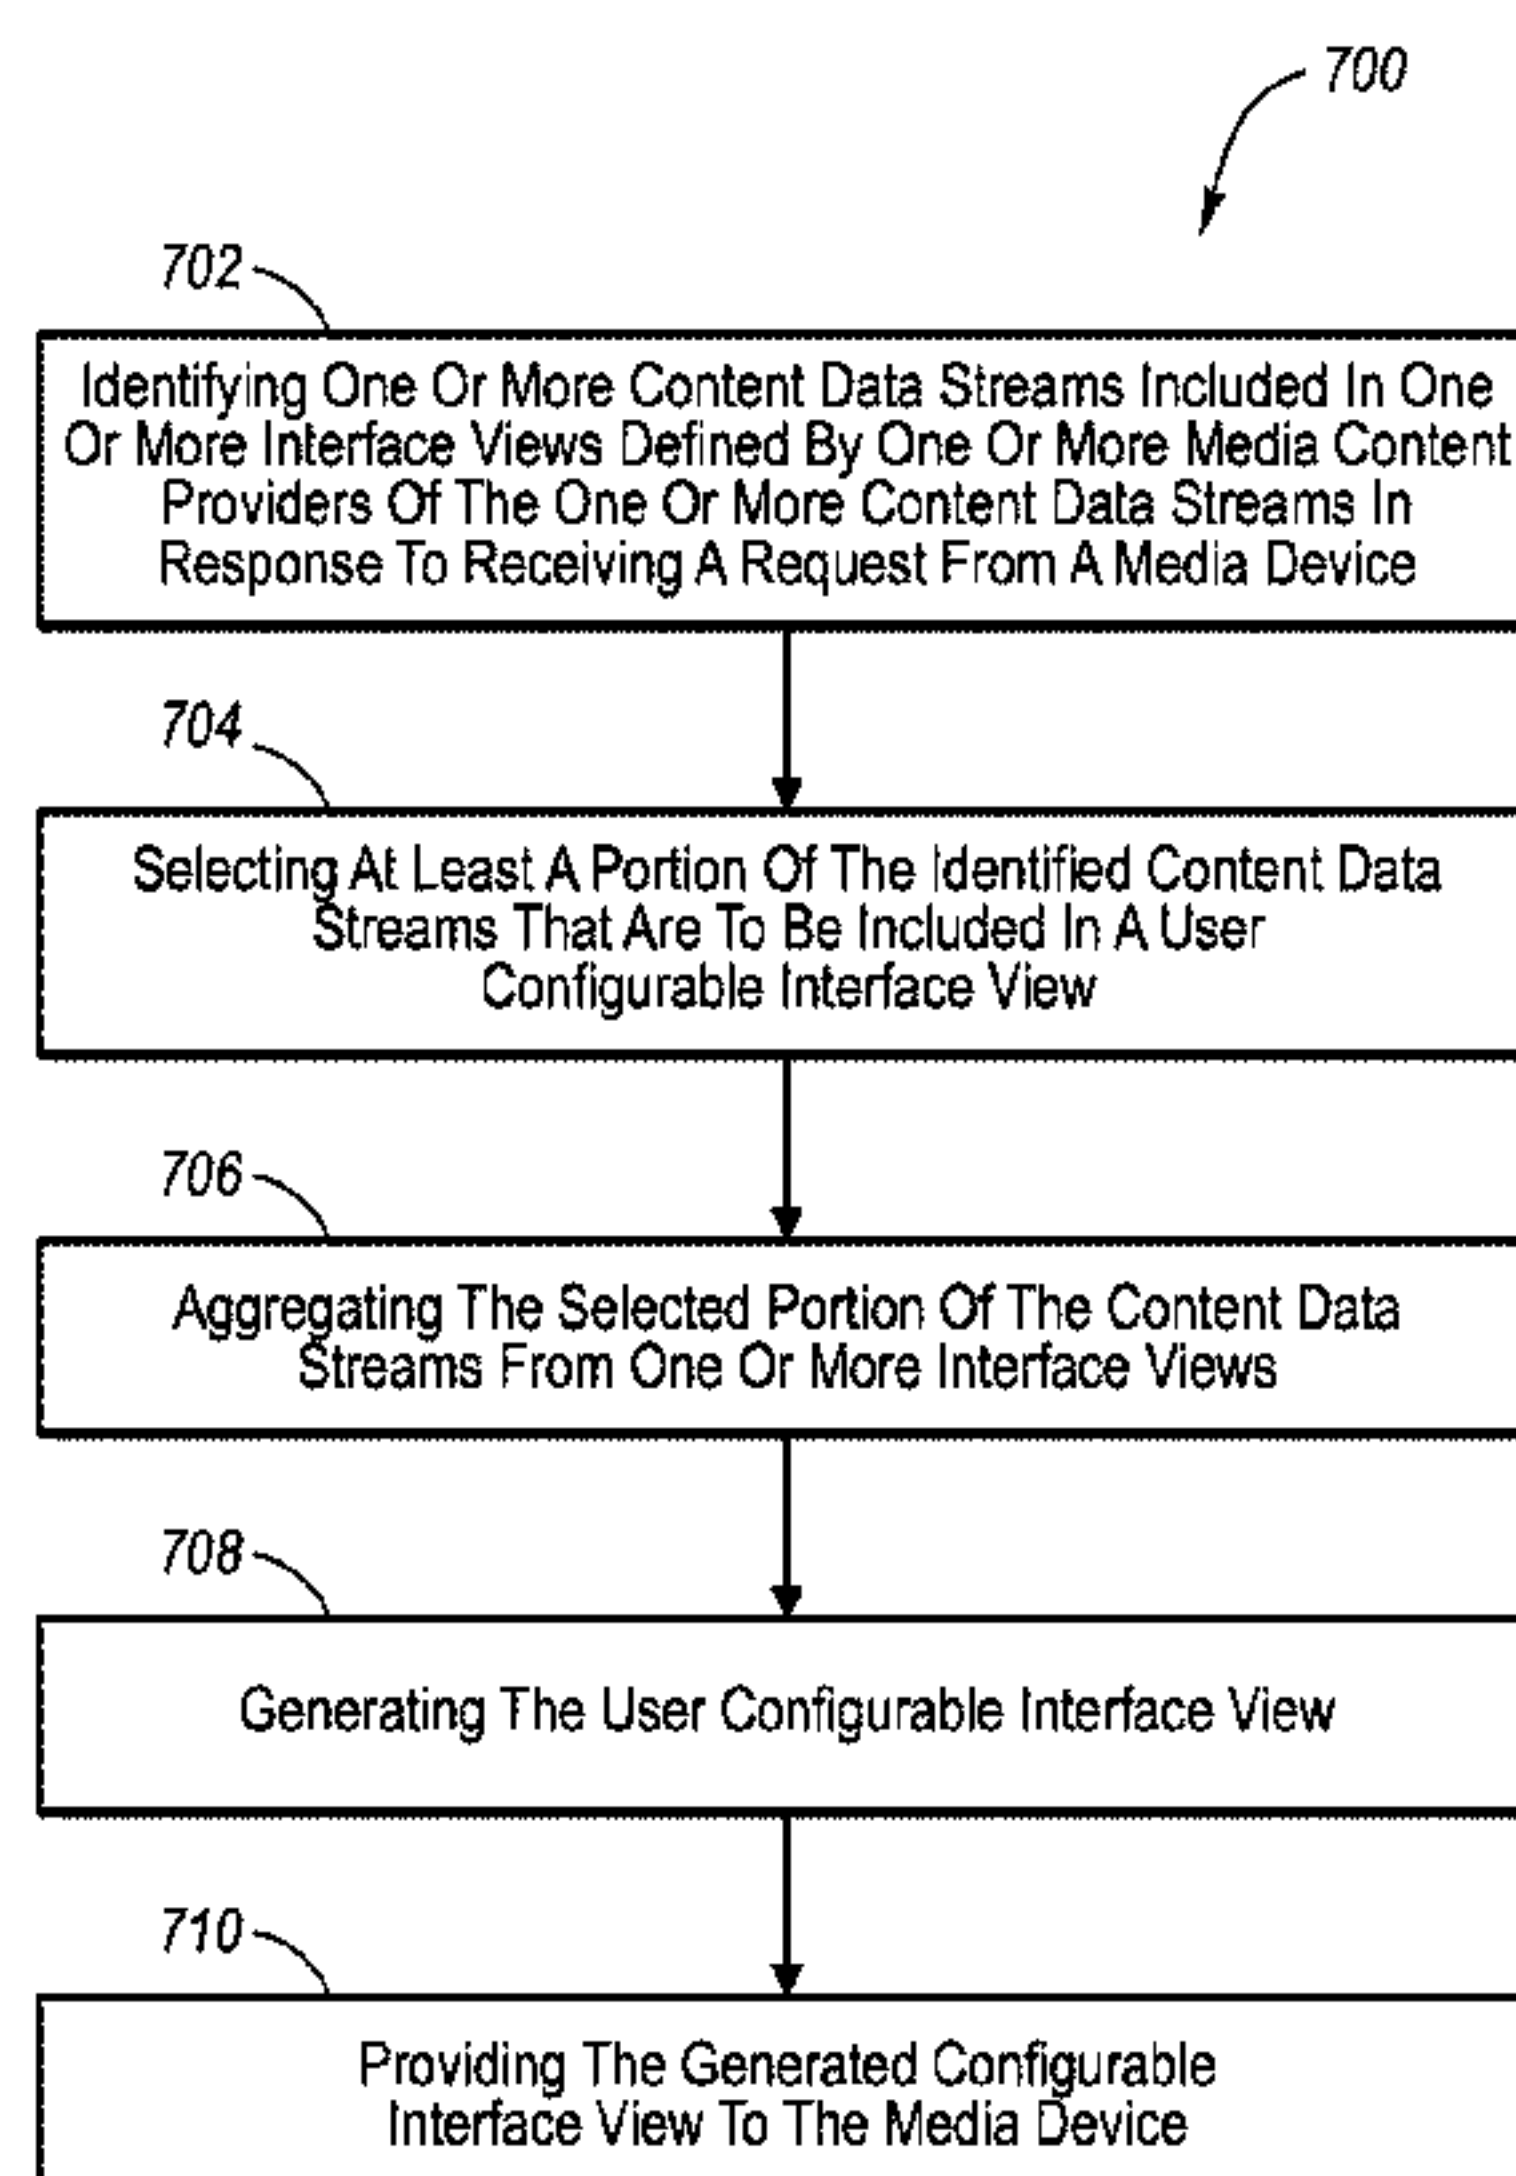 700
702
Identifying One Or More Content Data Streams Included In One
Or More Interface Views Defined By One Or More Media Content
Providers Of The One Or More Content Data Streams In
Response To Receiving A Request From A Media Device
704
Selecting At Least A Portion Of The Identified Content Data
Streams That Are To Be Included In A User
Configurable Interface View
706
Aggregating The Selected Portion Of The Content Data
Streams From One Or More Interface Views
708
Generating The User Configurable Interface View
710
Providing The Generated Configurable
Interface View To The Media Device